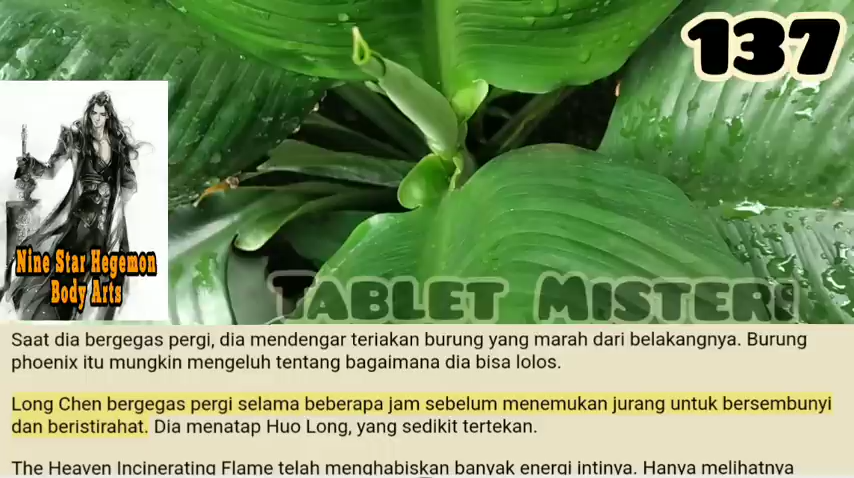 137
Nine Star Hegemon
Body Arts
TABLET MISTERI
Saat dia bergegas pergi, dia mendengar teriakan burung yang marah dari belakangnya. Burung
phoenix itu mungkin mengeluh tentang bagaimana dia bisa lolos.
Long Chen bergegas pergi selama beberapa jam sebelum menemukan jurang untuk bersembunyi
dan beristirahat. Dia menatap Huo Long, yang sedikit tertekan.
The Heaven Incinerating Flame telah menghabiskan banyak energi intinya. Hanya melihatnya